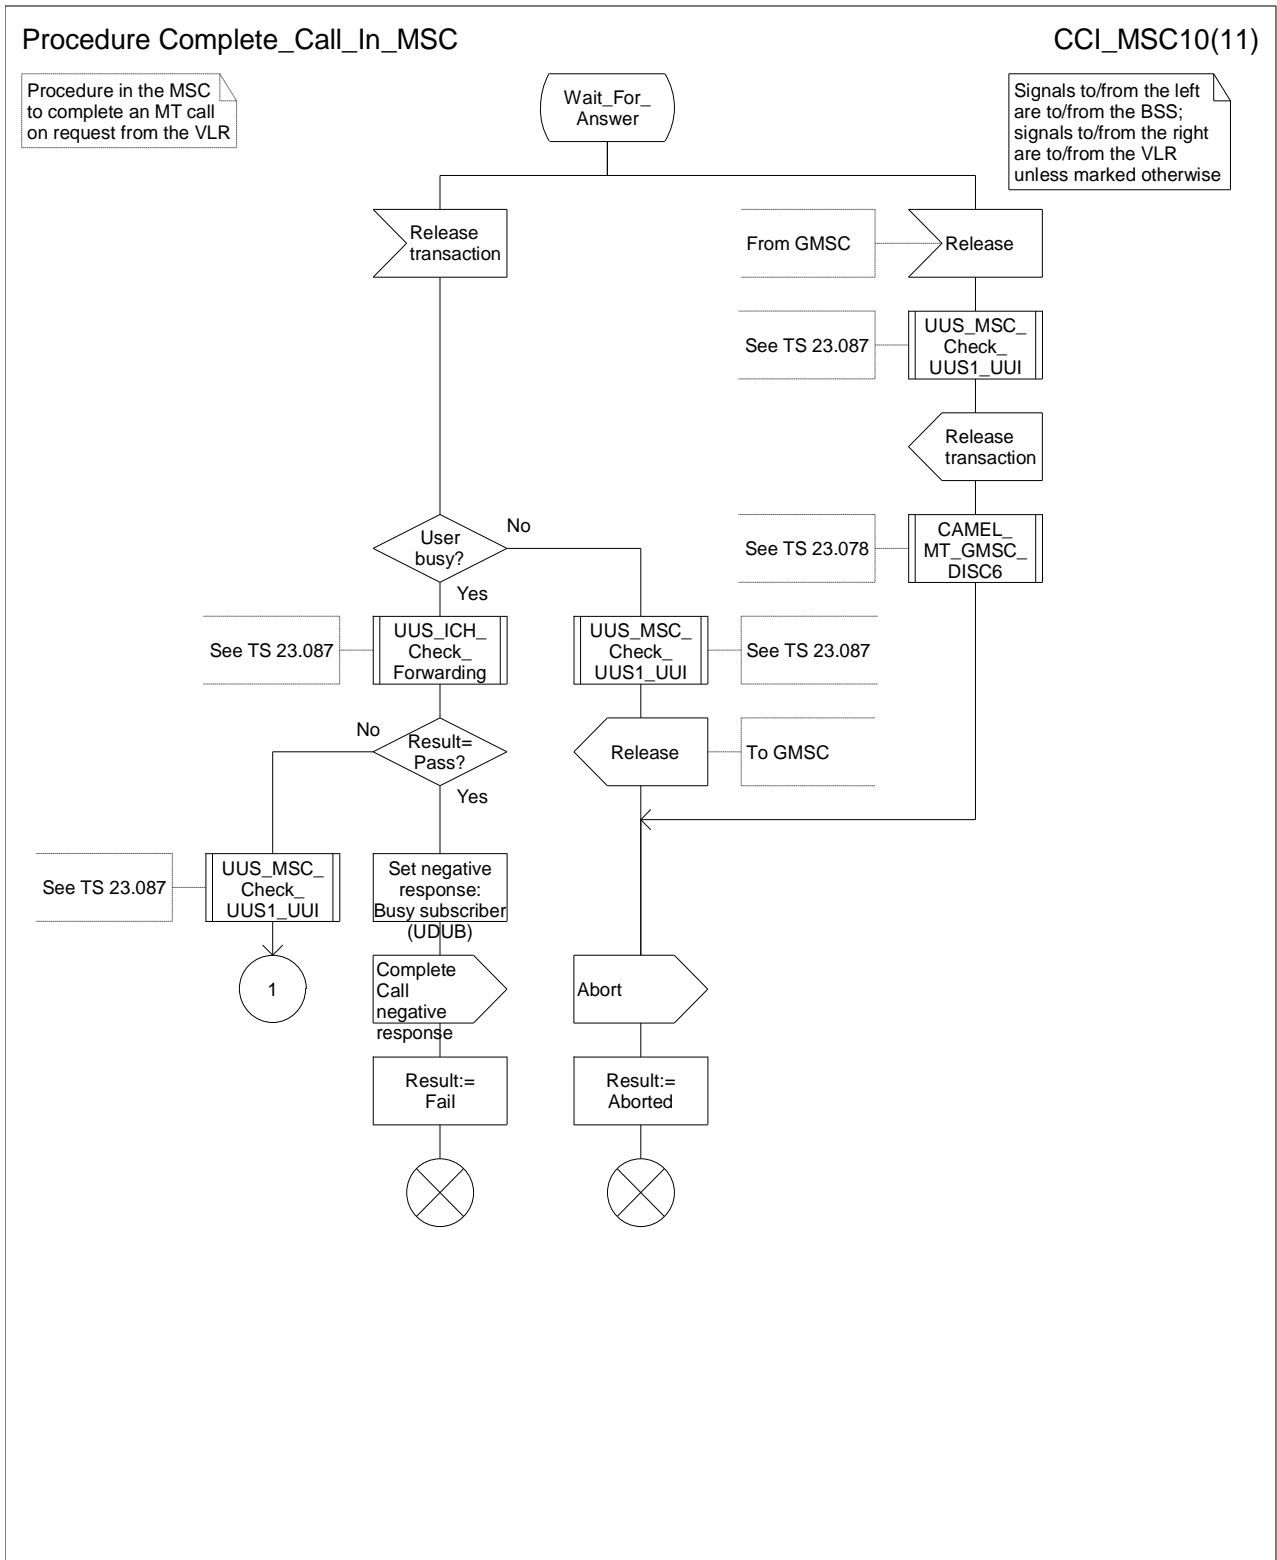 Procedure Complete_Call_In_MSC
CCI_MSC10(11)
Procedure in the MSC
to complete an MT call
on request from the VLR
Wait_For_
Answer
Signals to/from the left
are to/from the BSS;
signals to/from the right
are to/from the VLR
unless marked otherwise
Release
transaction
From GMSC
Release
See TS 23.087
UUS_MSC_
Check_
UUS1_UUI
Release
transaction
User
busy?
No
Yes
See TS 23.078
CAMEL_
MT_GMSC_
DISC6
See TS 23.087
UUS_ICH_
Check_
Forwarding
UUS_MSC_
Check_
UUS1_UUI
See TS 23.087
No
Result=
Pass?
Yes
Release
To GMSC
See TS 23.087
UUS_MSC_
Check_
UUS1_UUI
Set negative
response:
Busy subscriber
(UDUB)
1
Complete
Call
negative
response
Abort
Result:=
Fail
Result:=
Aborted